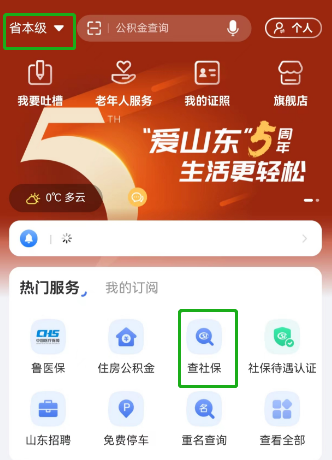 省本级
公积金查询
个人
我要吐槽
老年人服务
我的证照
旗舰店
5
TH
“爱山东”5周年
生活更轻松
0℃ 多云
热门服务
我的订阅
CHS
鲁医保
住房公积金
查社保
社保待遇认证
P
名
山东招聘
免费停车
重名查询
查看全部